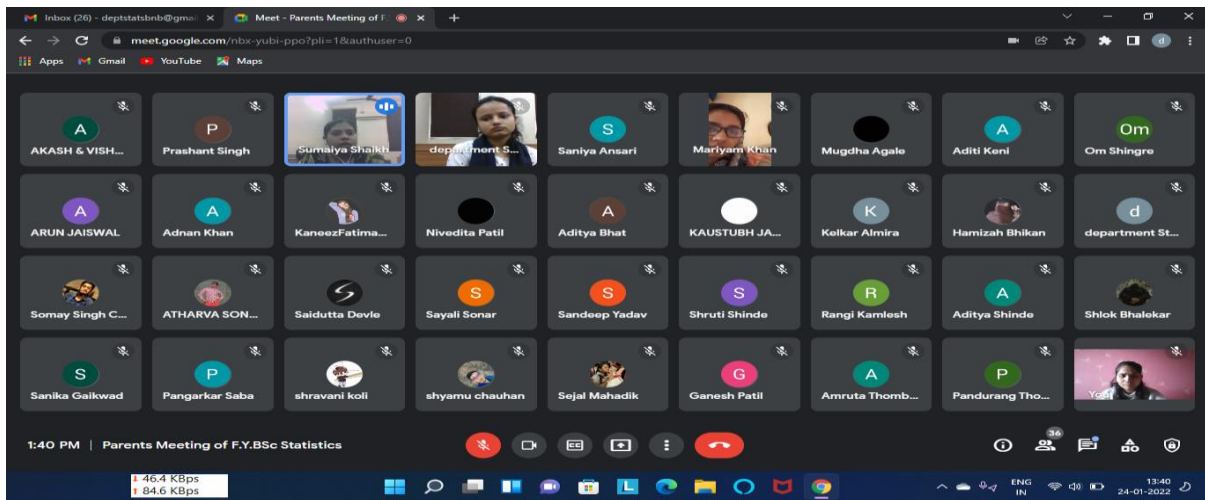 Inbox (26) - deptstatsbnb@gmai
Meet - Parents Meeting of F.
meet.google.com/nbx-yubi-ppo?pli=1&authuser=0
d
Apps Gmail YouTube Maps
A P S A Om
AKASH & VISH... Prashant Singh Sumaiya Shaikh department S... Saniya Ansari Mariyam Khan Mugdha Agale Aditi Keni Om Shingre
A A A K d
ARUN JAISWAL Adnan Khan KaneezFatima... Nivedita Patil Aditya Bhat KAUSTUBH JA... Kelkar Almira Hamizah Bhikan department St...
S S S R A
Somay Singh C... ATHARVA SON... Saidutta Devle Sayali Sonar Sandeep Yadav Shruti Shinde Rangi Kamlesh Aditya Shinde Shlok Bhalekar
S P G A P
Sanika Gaikwad Pangarkar Saba shravani koli shyamu chauhan Sejal Mahadik Ganesh Patil Amruta Thomb... Pandurang Tho... You
1:40 PM | Parents Meeting of F.Y.BSc Statistics
CC
36
46.4 KBps
84.6 KBps
L
ENG
IN
13:40
24-01-2022